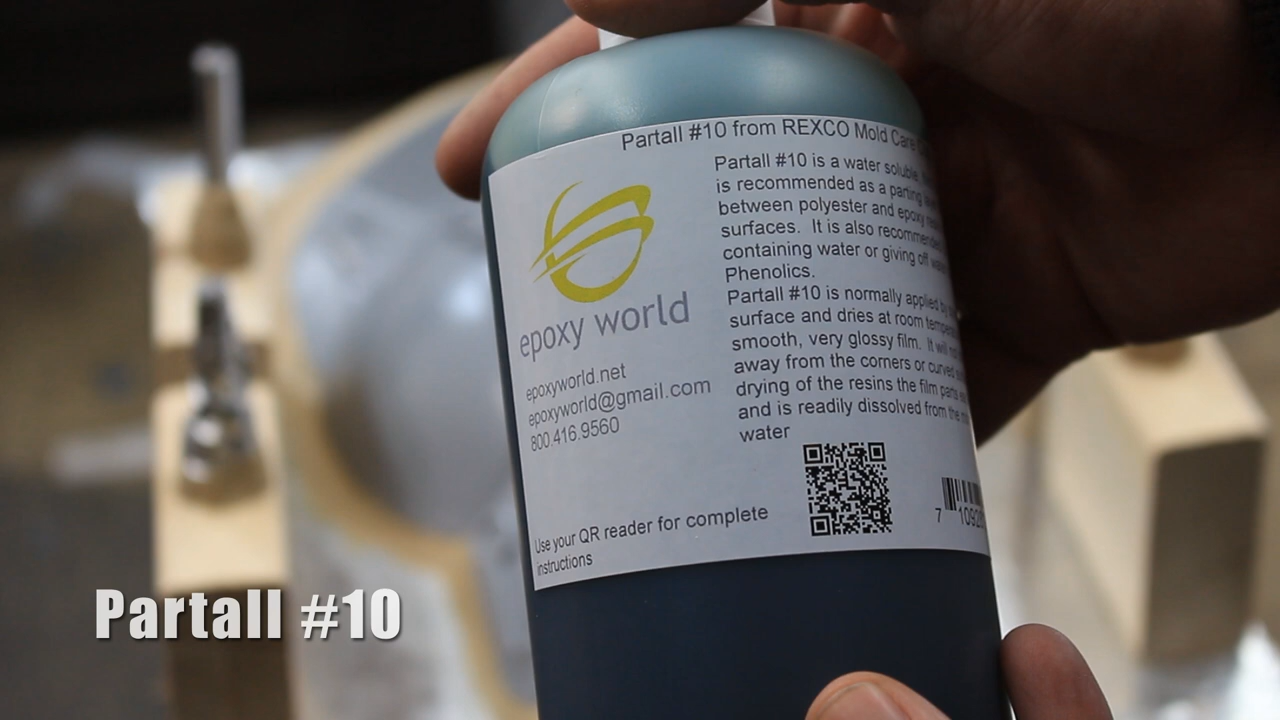 Partall #10 from REXCO Mold Care
Partall #10 is a water soluble
is recommended as a parting
between polyester and epoxy
surfaces. It is also recommended
containing water or giving off
Phenolics.
Partall #10 is normally applied by
surface and dries at room
smooth, very glossy film. It will
away from the corners or curved
drying of the resins the film parts
and is readily dissolved from the
water
epoxy world
epoxyworld.net
epoxyworld@gmail.com
800.416.9560
Use your QR reader for complete
instructions
7
Partall #10